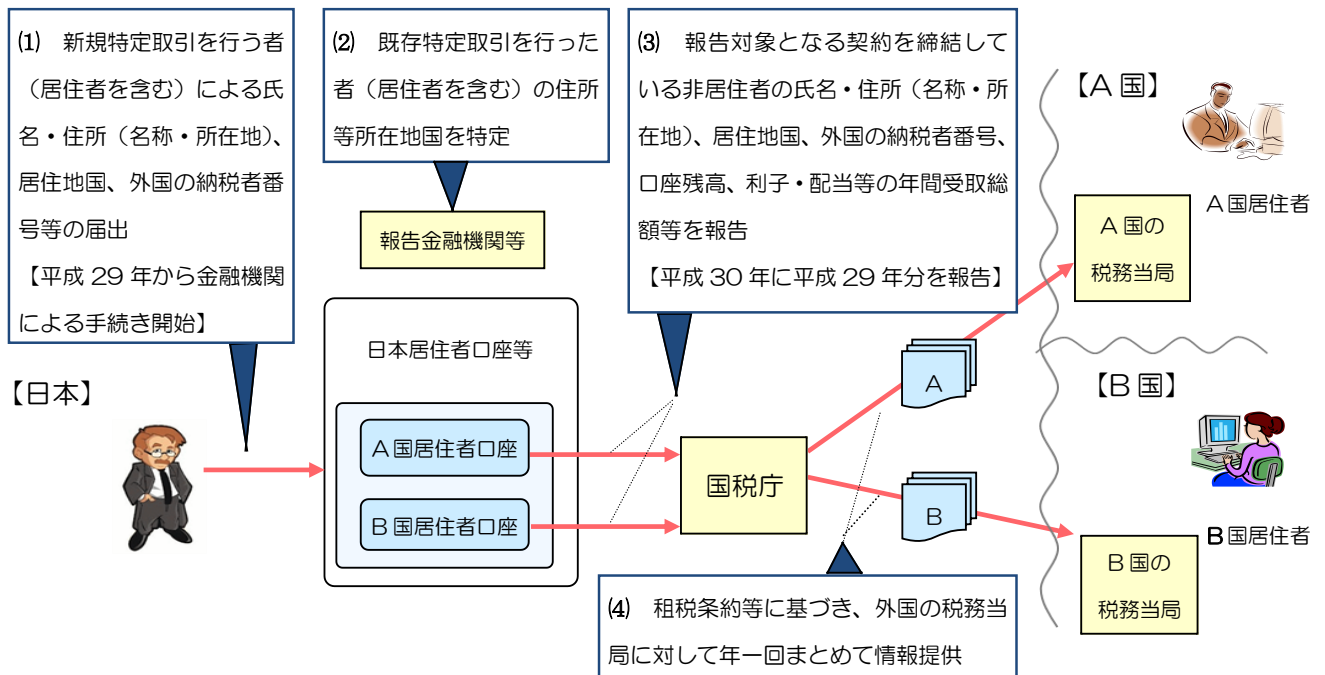 ⑴ 新規特定取引を行う者
（居住者を含む）による氏
名・住所（名称・所在地）、
居住地国、外国の納税者番
号等の届出
【平成 29 年から金融機関
による手続き開始】
⑵ 既存特定取引を行った
者（居住者を含む）の住所
等所在地国を特定
⑶ 報告対象となる契約を締結して
いる非居住者の氏名・住所（名称・所
在地）、居住地国、外国の納税者番号、
口座残高、利子・配当等の年間受取総
額等を報告
【平成 30 年に平成 29 年分を報告】
【A 国】
A 国居住者
A 国の
税務当局
報告金融機関等
日本居住者口座等
【日本】
A 国居住者口座
B 国居住者口座
国税庁
A
B
【B 国】
B 国居住者
B 国の
税務当局
⑷ 租税条約等に基づき、外国の税務当
局に対して年一回まとめて情報提供